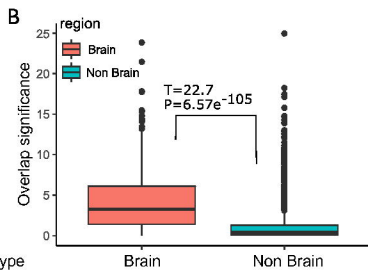 B
region
Brain
Non Brain
Overlap significance
25
20
15
10
5
0
T=22.7
P=6.57e-105
Brain
Non Brain
ype